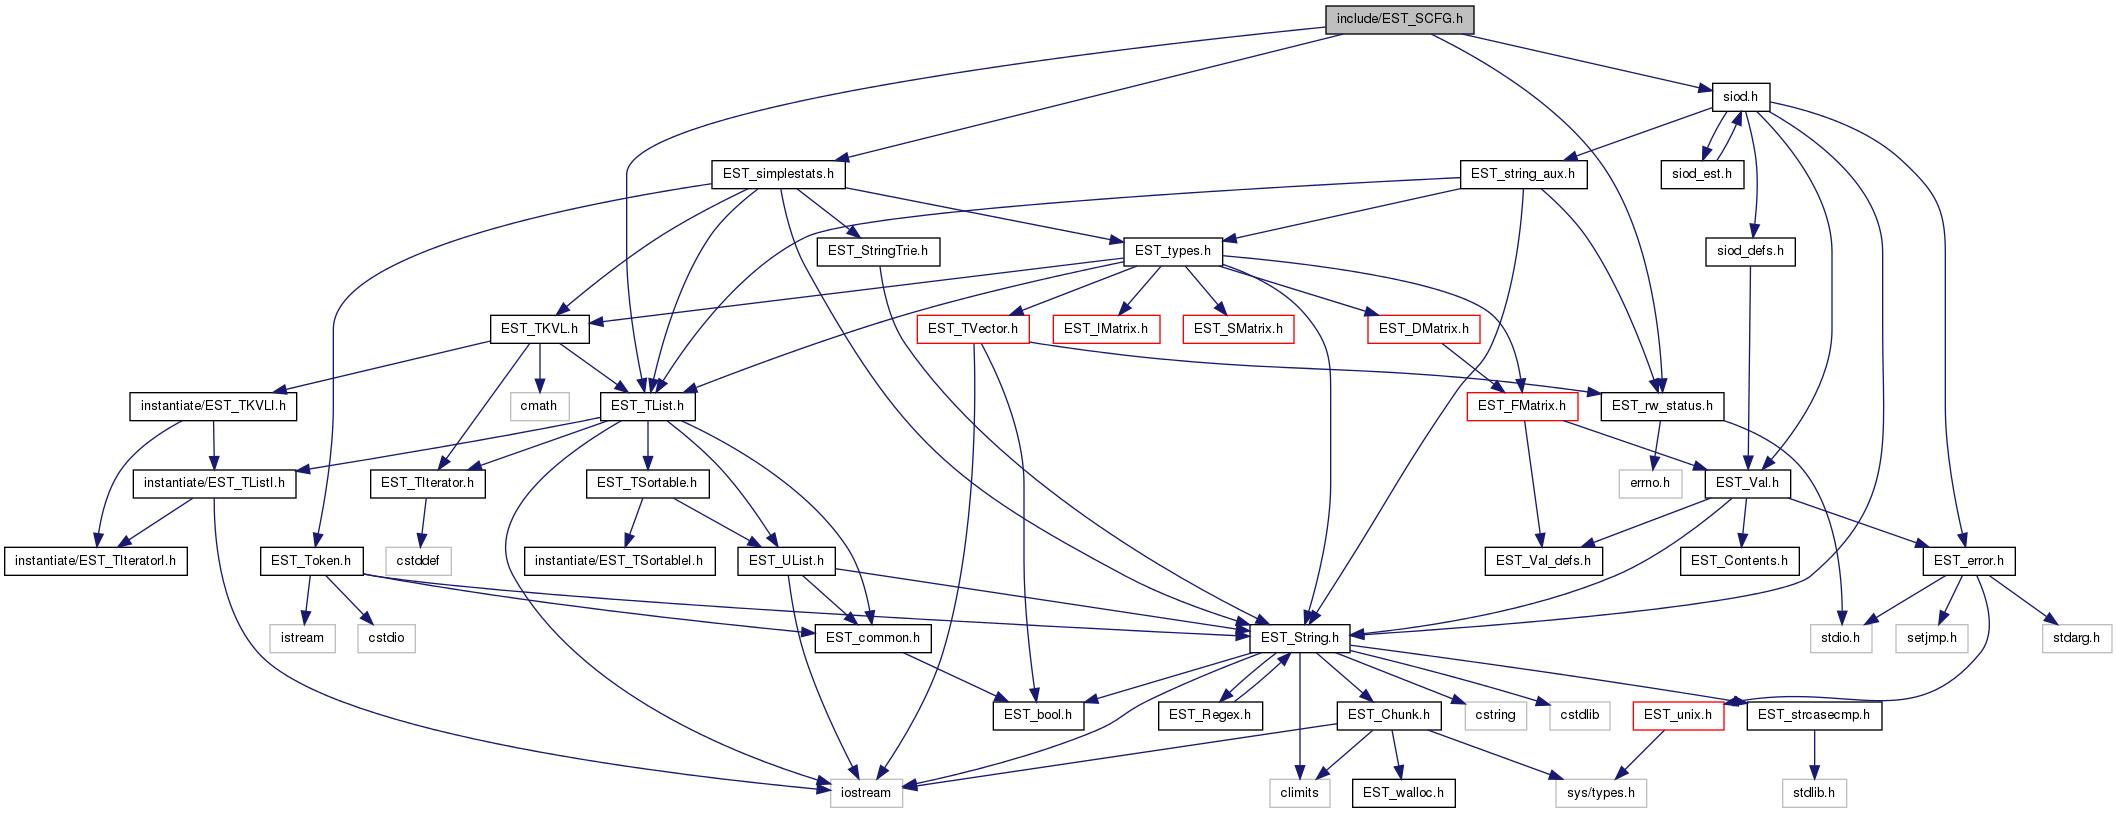 include/EST_SCFG.h
siod.h
EST_simplestats.h
EST_string_aux.h
siod_est.h
EST_StringTrie.h
EST_types.h
siod_defs.h
EST_TKVL.h
EST_TVector.h
EST_IMatrix.h
EST_SMatrix.h
EST_DMatrix.h
instantiate/EST_TKVLI.h
cmath
EST_TList.h
EST_FMatrix.h
EST_rw_status.h
instantiate/EST_TListI.h
EST_TIterator.h
EST_TSortable.h
errno.h
EST_Val.h
instantiate/EST_TIteratorI.h
EST_Token.h
cstddef
instantiate/EST_TSortableI.h
EST_UList.h
EST_Val_defs.h
EST_Contents.h
EST_error.h
istream
cstdio
EST_common.h
EST_String.h
stdio.h
setjmp.h
stdarg.h
EST_bool.h
EST_Regex.h
EST_Chunk.h
cstring
cstdlib
EST_unix.h
EST_strcasecmp.h
iostream
climits
EST_walloc.h
sys/types.h
stdlib.h